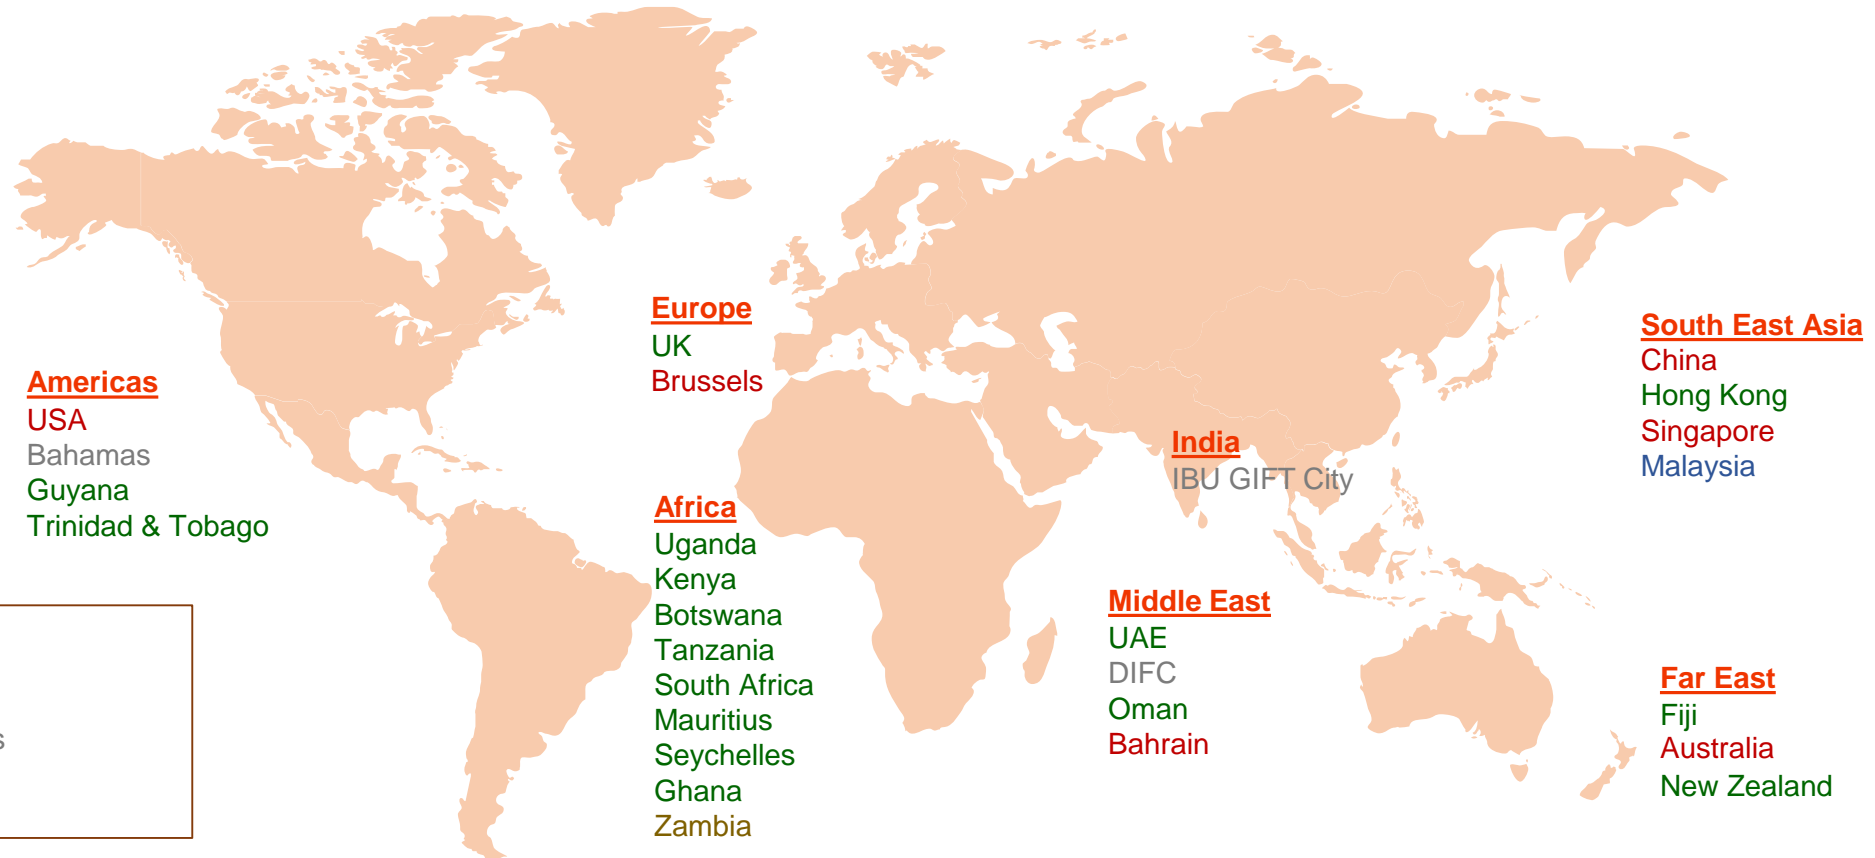 Americas
USA
Bahamas
Guyana
Trinidad & Tobago
Europe
UK
Brussels
Africa
Uganda
Kenya
Botswana
Tanzania
South Africa
Mauritius
Seychelles
Ghana
Zambia
India
IBU GIFT City
Middle East
UAE
DIFC
Oman
Bahrain
South East Asia
China
Hong Kong
Singapore
Malaysia
Far East
Fiji
Australia
New Zealand